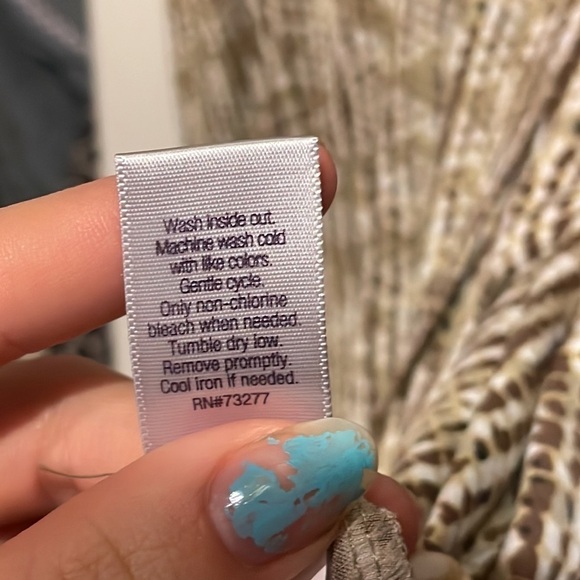 Wash inside out.
Machine wash cold
with like colors.
Gentle cycle.
Only non-chlorine
bleach when needed.
Tumble dry low.
Remove promptly.
Cool iron if needed.
RN#73277